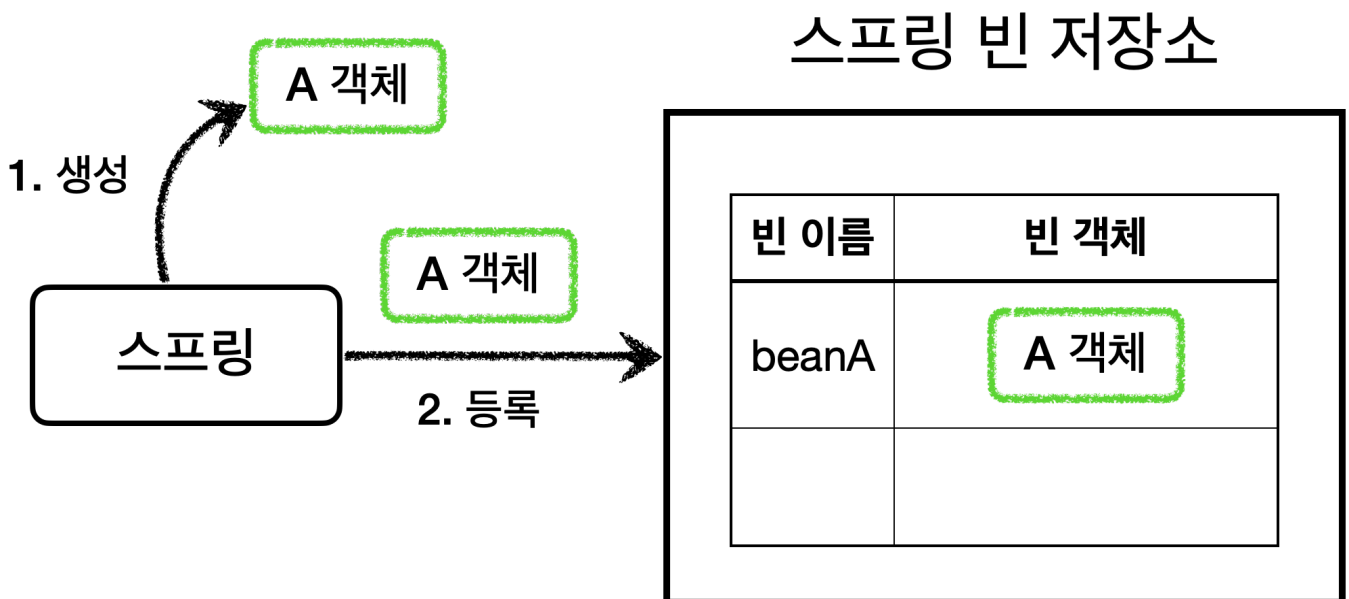 스프링 빈 저장소
A 객체
1. 생성
A 객체
스프링
2. 등록
빈 이름 빈 객체
beanA A 객체